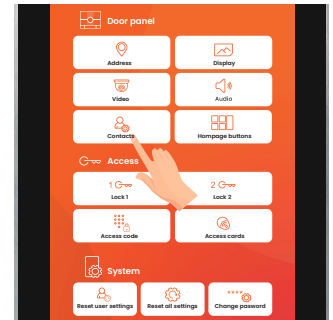 Door panel
Address
Display
Video
Audio
Contacts
Hompage buttons
Access
1
2
Lock 1
Lock 2
Access code
Access cards
System
****
Reset user settings
Reset all settings
Change pasword